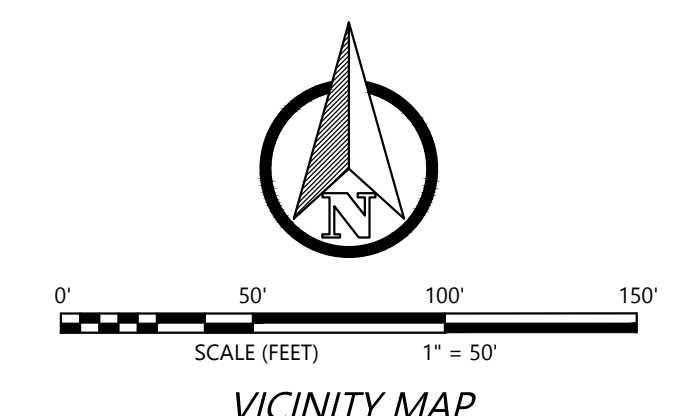 N
0' 50' 100' 150'
SCALE (FEET) 1" = 50'
VICINITY MAP